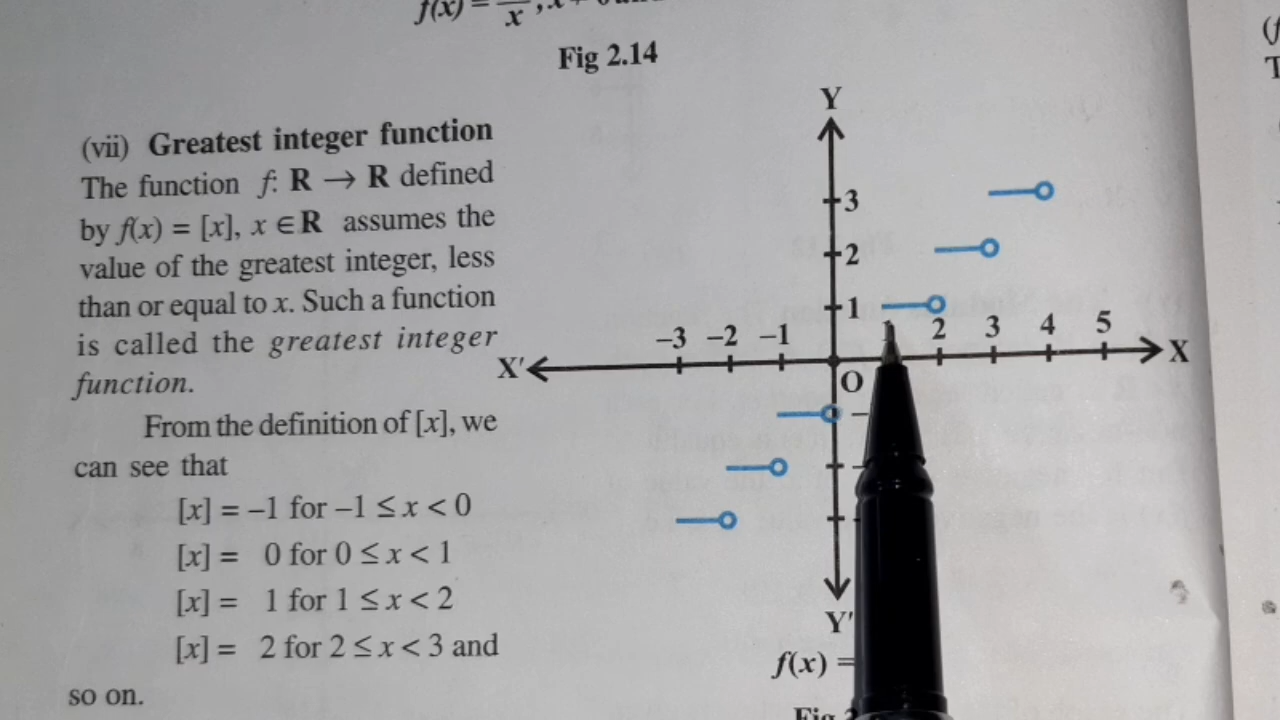 f(x) =
x
Fig 2.14
(vii) Greatest integer function
The function f: R → R defined
by f(x) = [x], x ∈ R assumes the
value of the greatest integer, less
than or equal to x. Such a function
is called the greatest integer
function.
From the definition of [x], we
can see that
[x] = –1 for –1 ≤ x < 0
[x] = 0 for 0 ≤ x < 1
[x] = 1 for 1 ≤ x < 2
[x] = 2 for 2 ≤ x < 3 and
so on.
Y
3
2
1
–3 –2 –1 1 2 3 4 5
X' X
O
Y'
f(x) =
Fig